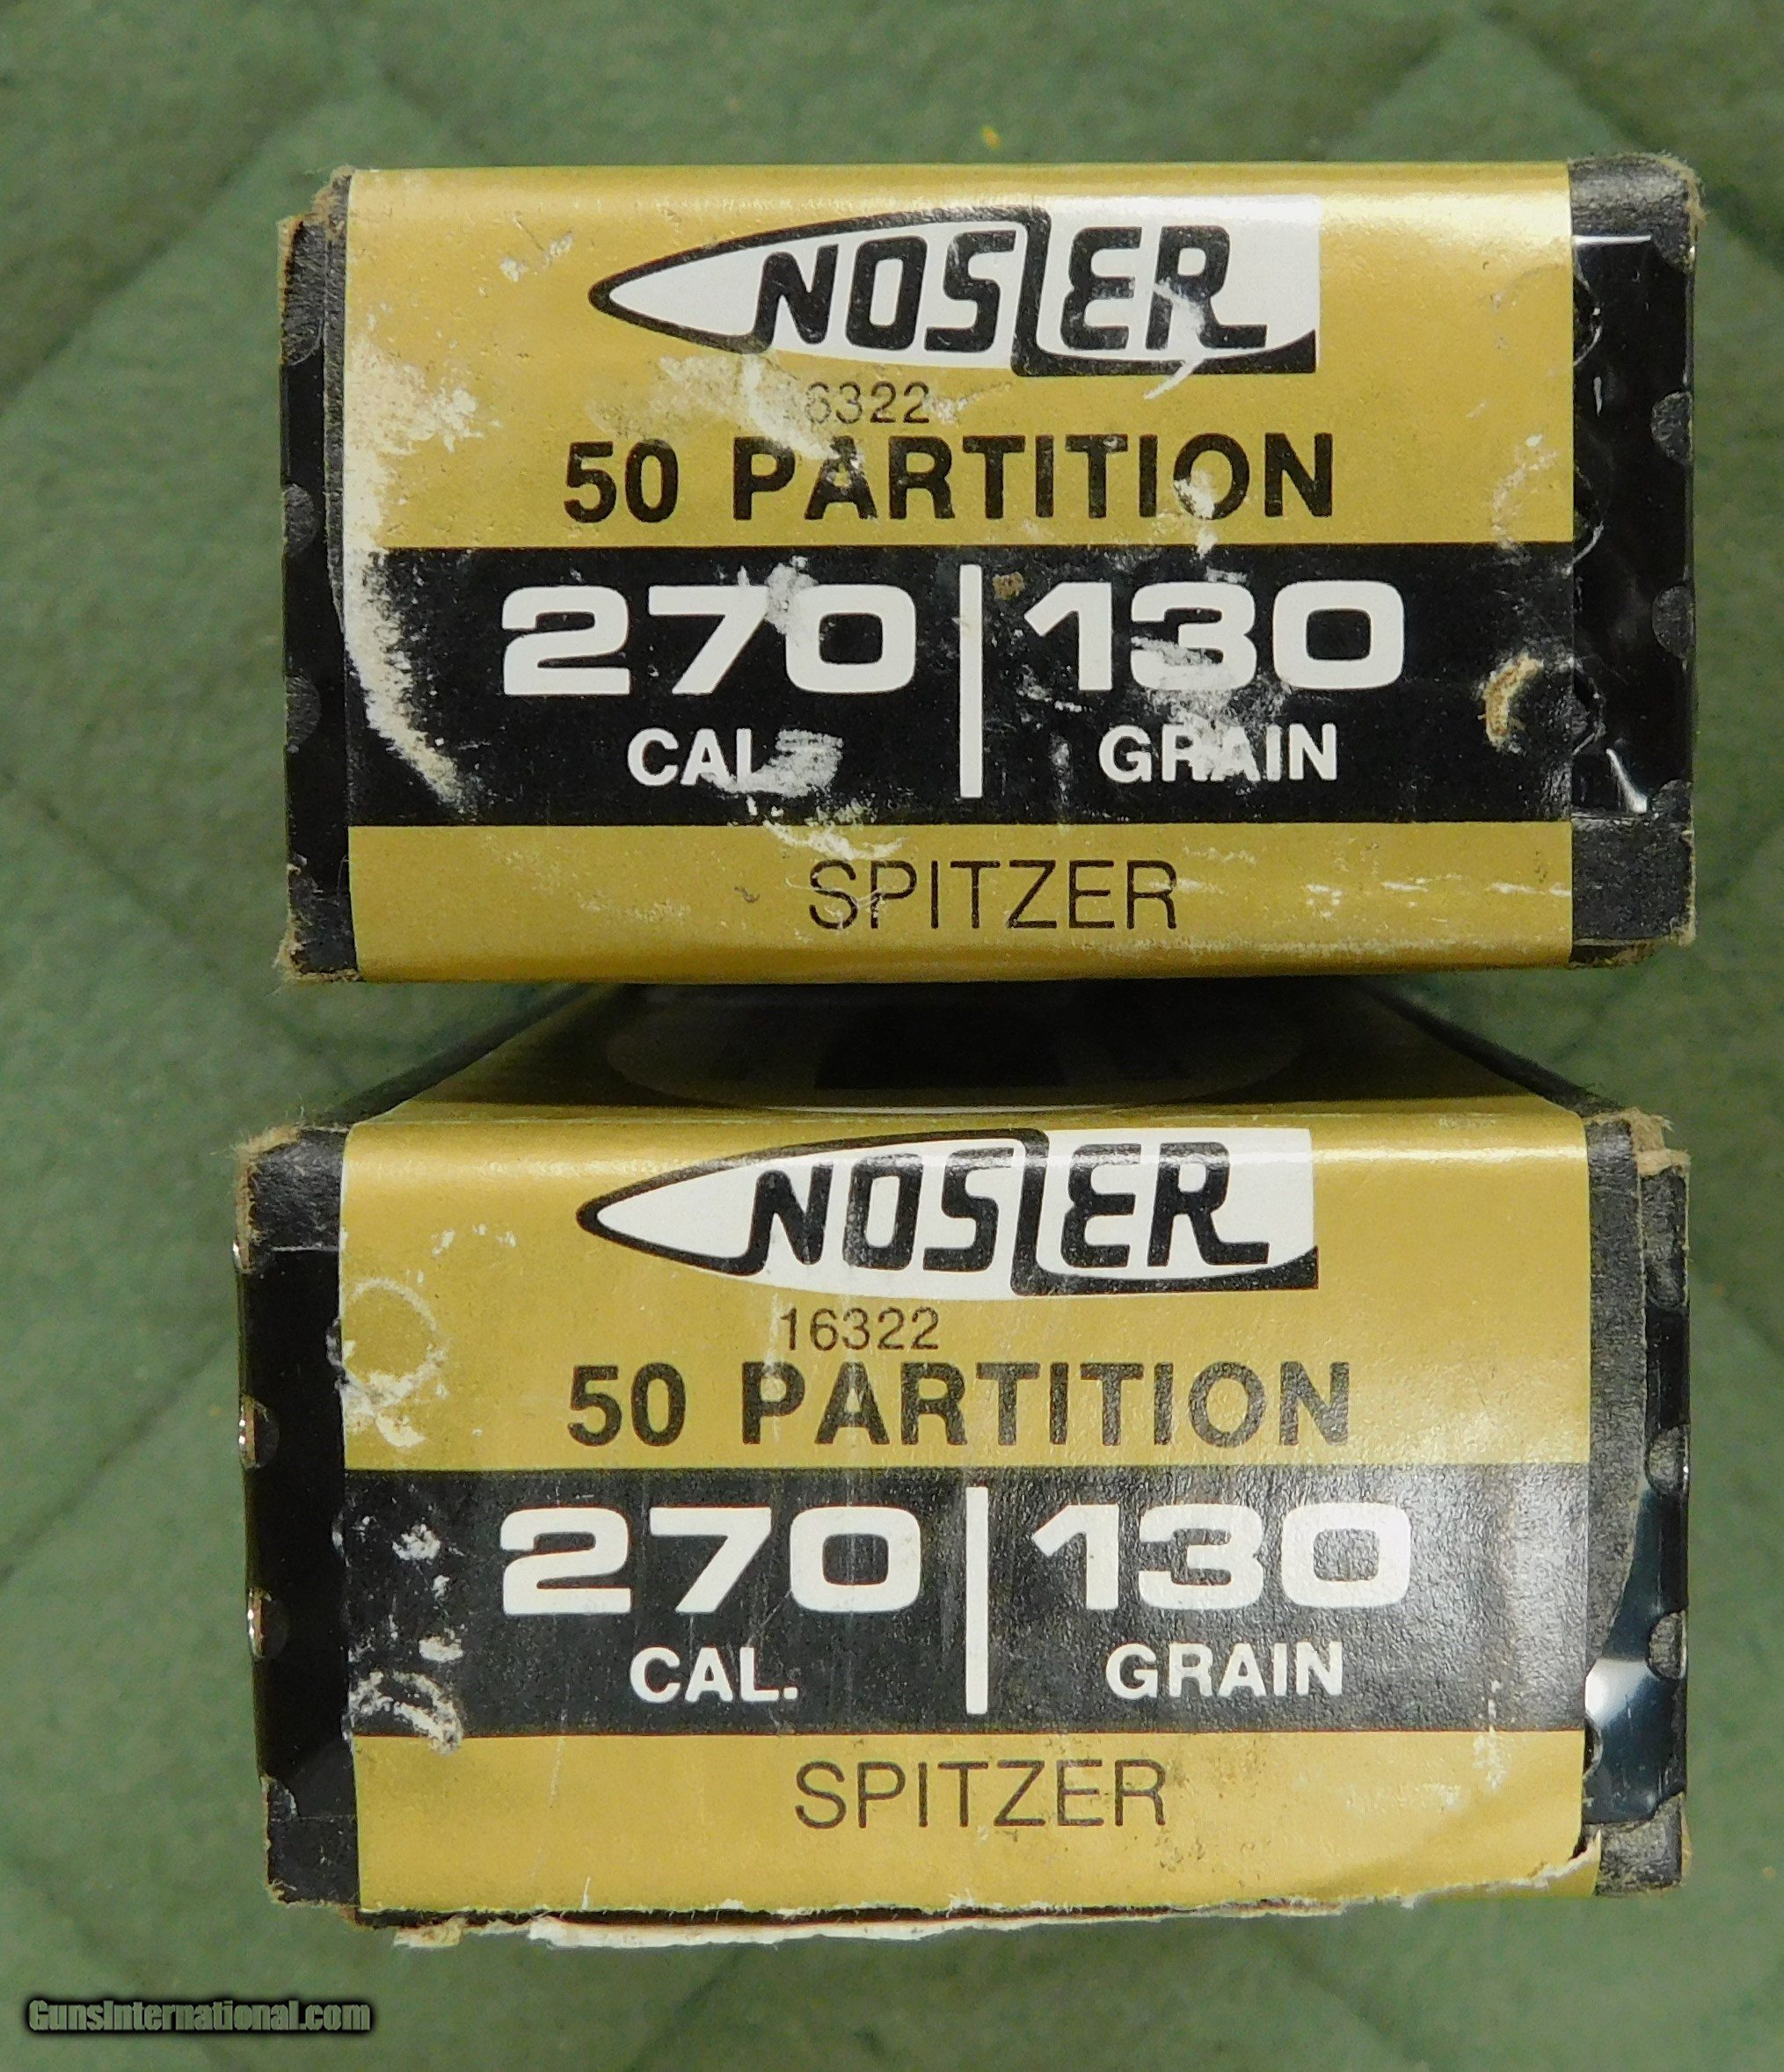 NOSLER
6322
50 PARTITION
270 130
CAL GRAIN
SPITZER
NOSLER
16322
50 PARTITION
270 130
CAL. GRAIN
SPITZER
GunsInternational.com